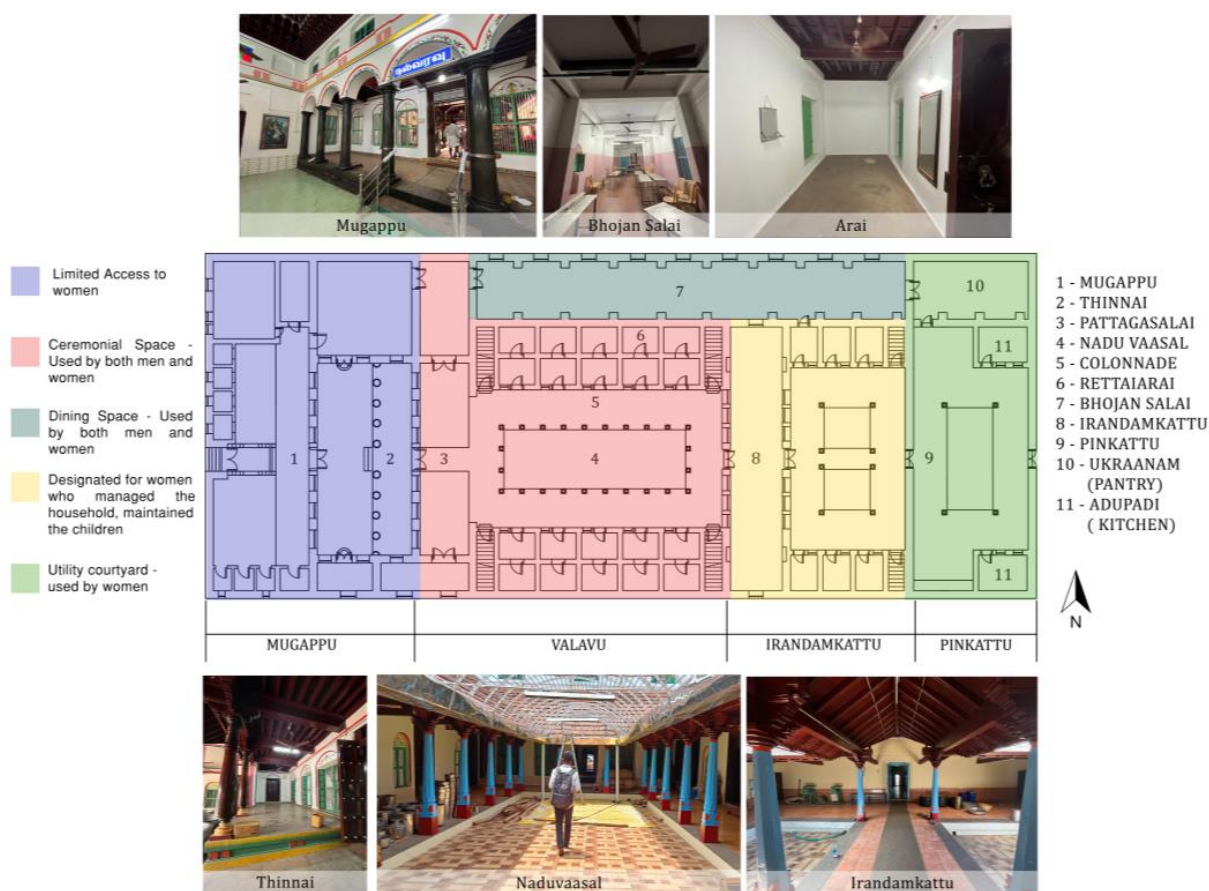 நல்வரவு
Mugappu
Bhojan Salai
Arai
Limited Access to
women
Ceremonial Space -
Used by both men and
women
Dining Space - Used
by both men and
women
Designated for women
who managed the
household, maintained
the children
Utility courtyard -
used by women
1
2
3
4
5
6
7
8
9
10
11
11
1 - MUGAPPU
2 - THINNAI
3 - PATTAGASALAI
4 - NADU VAASAL
5 - COLONNADE
6 - RETTAIARAI
7 - BHOJAN SALAI
8 - IRANDAMKATTU
9 - PINKATTU
10 - UKRAANAM
(PANTRY)
11 - ADUPADI
( KITCHEN)
N
MUGAPPU
VALAVU
IRANDAMKATTU
PINKATTU
Thinnai
Naduvaasal
Irandamkattu